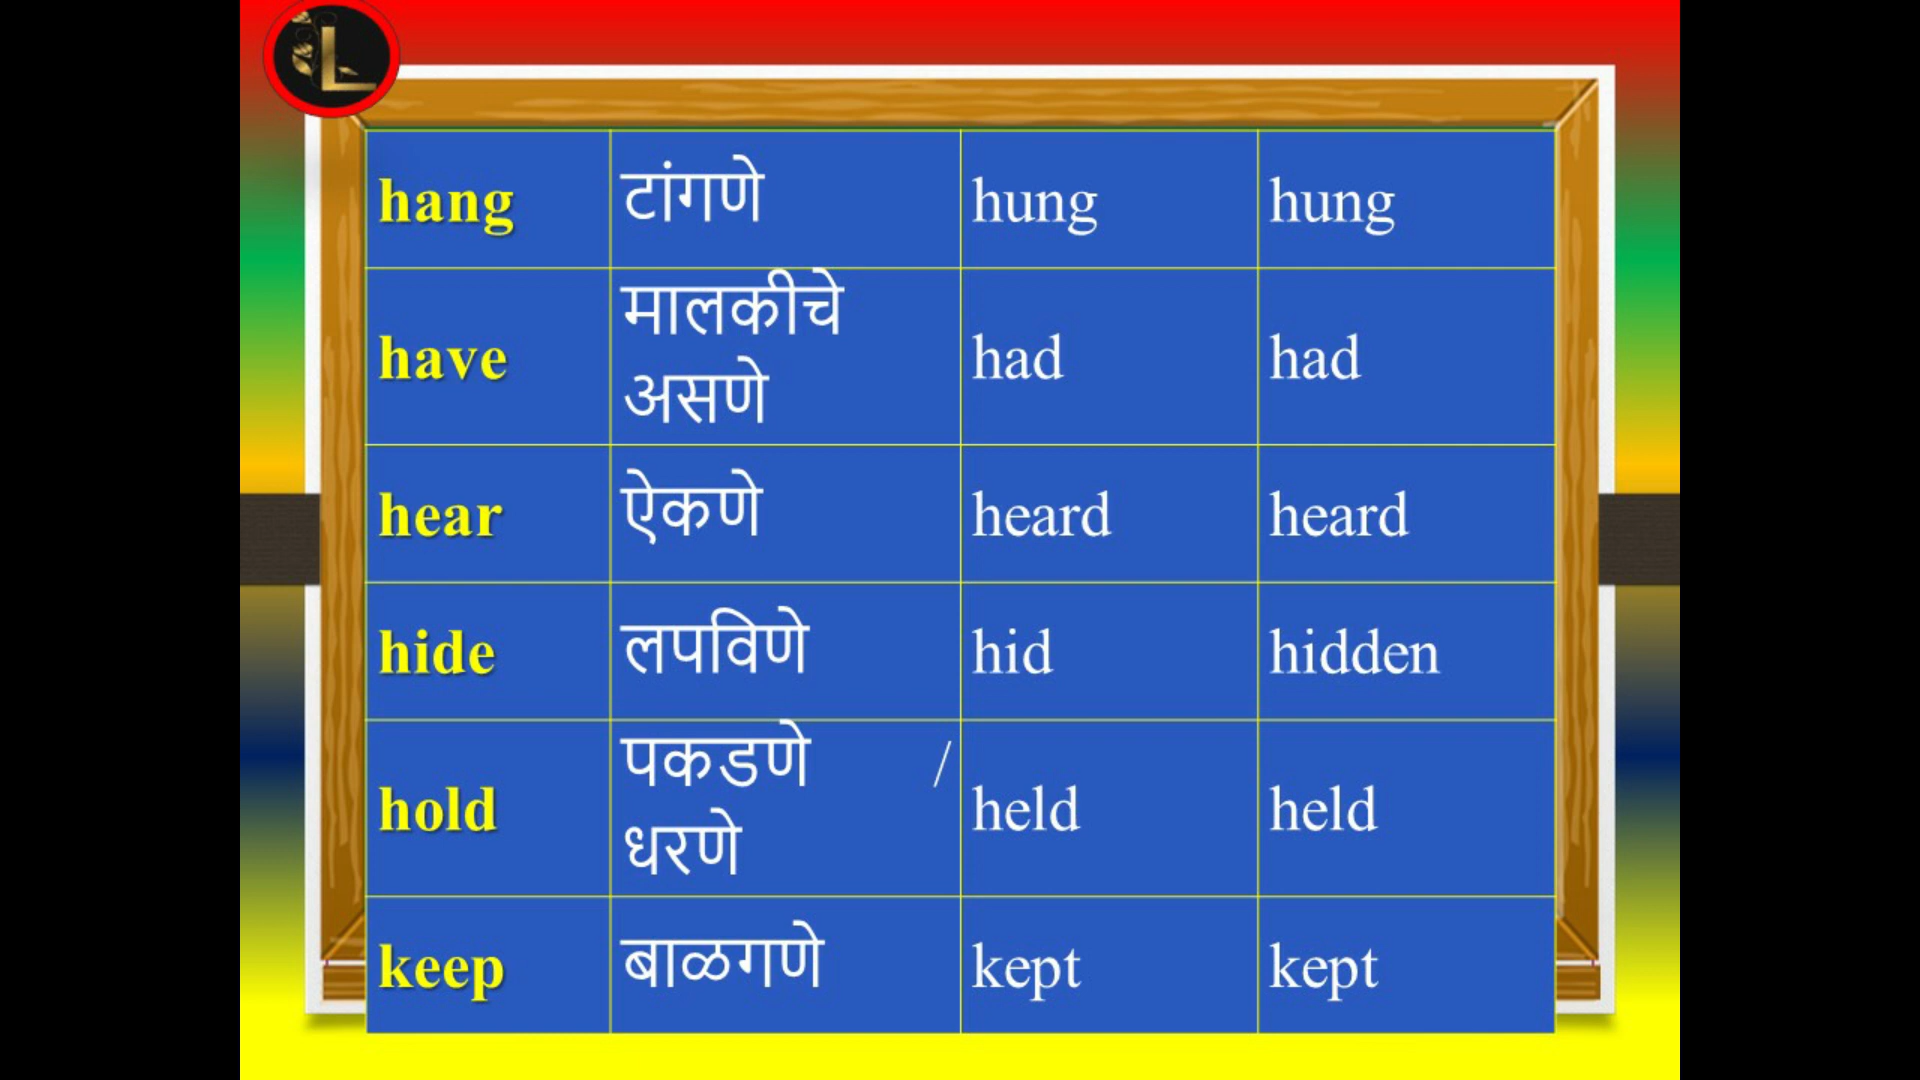 L
hang टांगणे hung hung
have मालकीचे असणे had had
hear ऐकणे heard heard
hide लपविणे hid hidden
hold पकडणे / धरणे held held
keep बाळगणे kept kept